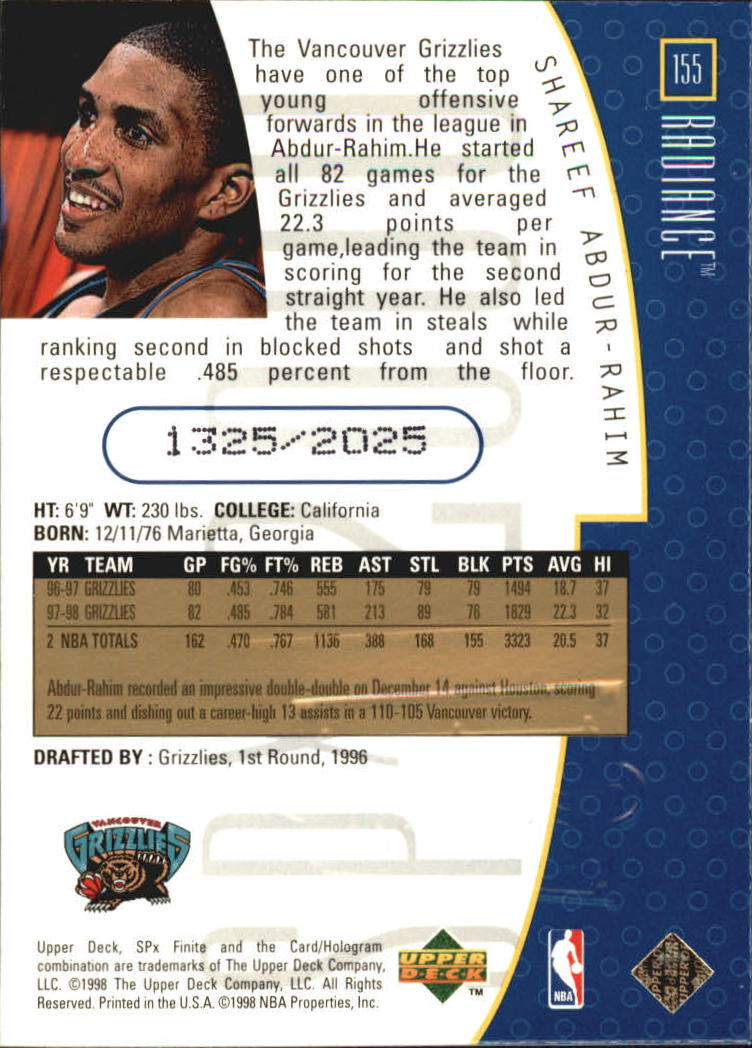 The Vancouver Grizzlies
have one of the top
young offensive
forwards in the league in
Abdur-Rahim.He started
all 82 games for the
Grizzlies and averaged
22.3 points per
game,leading the team in
scoring for the second
straight year. He also led
the team in steals while
ranking second in blocked shots and shot a
respectable .485 percent from the floor.
SHAREEF ABDUR-RAHIM
155
RADIANCE™
1325/2025
HT: 6'9" WT: 230 lbs. COLLEGE: California
BORN: 12/11/76 Marietta, Georgia
YR TEAM GP FG% FT% REB AST STL BLK PTS AVG HI
96-97 GRIZZLIES 80 .453 .746 555 175 79 79 1494 18.7 37
97-98 GRIZZLIES 82 .485 .784 581 213 89 76 1829 22.3 32
2 NBA TOTALS 162 .470 .767 1136 388 168 155 3323 20.5 37
Abdur-Rahim recorded an impressive double-double on December 14 against Houston, scoring
22 points and dishing out a career-high 13 assists in a 110-105 Vancouver victory.
DRAFTED BY : Grizzlies, 1st Round, 1996
VANCOUVER
GRIZZLIES
Upper Deck, SPx Finite and the Card/Hologram
combination are trademarks of The Upper Deck Company,
LLC. ©1998 The Upper Deck Company, LLC. All Rights
Reserved. Printed in the U.S.A. ©1998 NBA Properties, Inc.
UPPER
DECK
™
NBA